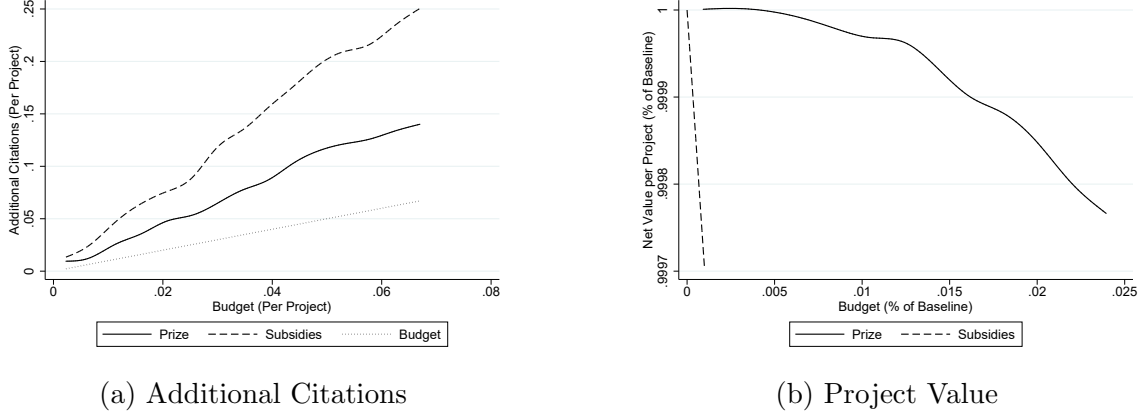 Additional Citations (Per Project)
.25
.2
.15
.1
.05
0
0 .02 .04 .06 .08
Budget (Per Project)
Prize Subsidies Budget
(a) Additional Citations
Net Value per Project (% of Baseline)
1
.9999
.9998
.9997
0 .005 .01 .015 .02 .025
Budget (% of Baseline)
Prize Subsidies
(b) Project Value